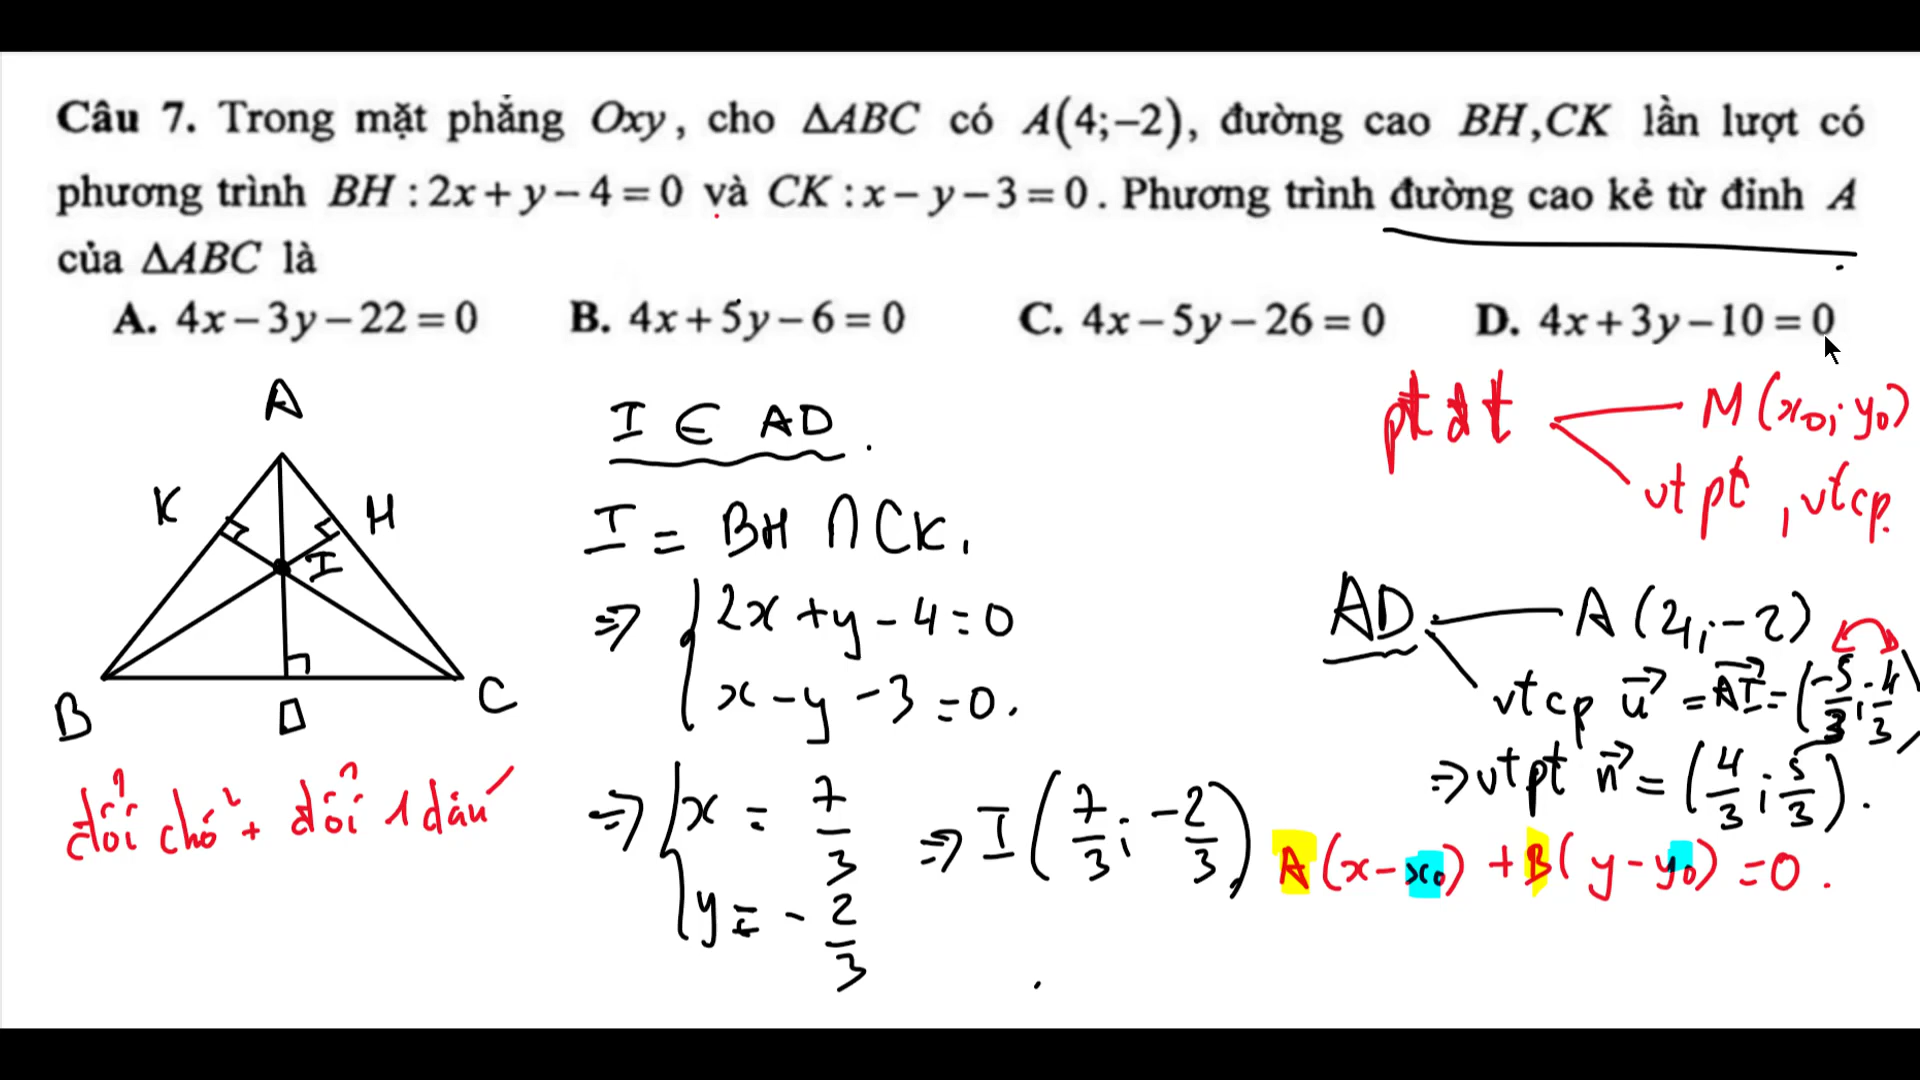 Câu 7. Trong mặt phẳng Oxy, cho ΔABC có A(4;−2), đường cao BH,CK lần lượt có
phương trình BH : 2x + y − 4 = 0 và CK : x − y − 3 = 0. Phương trình đường cao kẻ từ đỉnh A
của ΔABC là
A. 4x − 3y − 22 = 0 B. 4x + 5y − 6 = 0 C. 4x − 5y − 26 = 0 D. 4x + 3y − 10 = 0
A
K
H
I
B
D
C
đổi chỗ + đổi 1 dấu
I ∈ AD.
I = BH ∩ CK.
⇒ { 2x + y − 4 = 0
x − y − 3 = 0.
⇒ { x = 7/3
y = −2/3
⇒ I (7/3; −2/3)
pt đt
M (x₀; y₀)
vtpt, vtcp.
AD
A (4; −2)
vtcp u⃗ = AI⃗ = (−5/3; 4/3)
⇒ vtpt n⃗ = (4/3; 5/3).
A(x − x₀) + B(y − y₀) = 0.